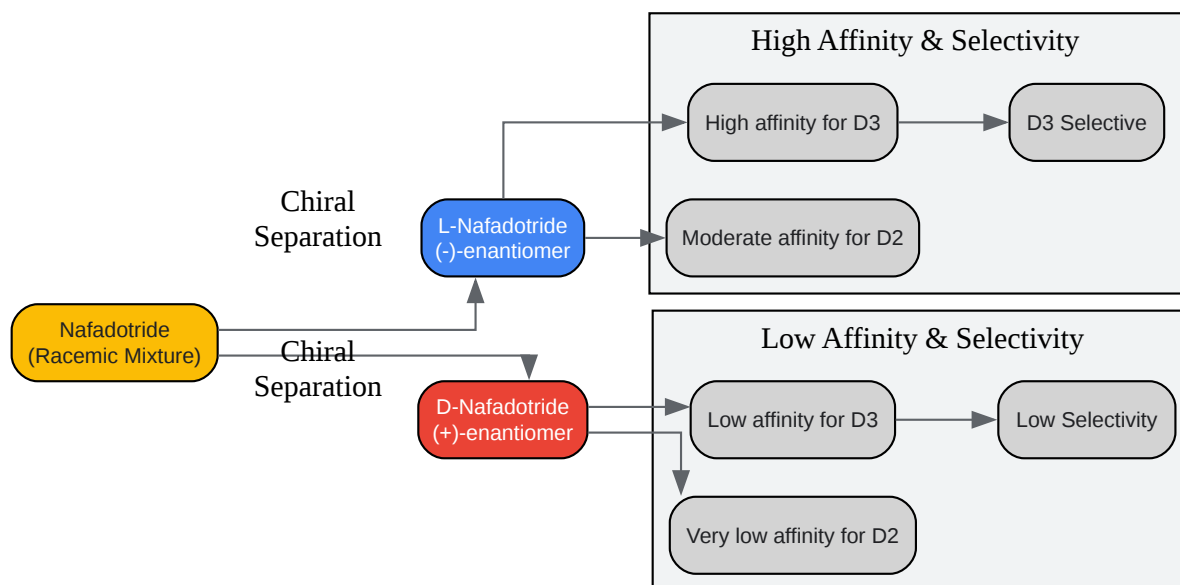 High Affinity & Selectivity
High affinity for D3
D3 Selective
Chiral
Separation
L-Nafadotride
(-)-enantiomer
Moderate affinity for D2
Nafadotride
(Racemic Mixture)
Chiral
Separation
Low Affinity & Selectivity
D-Nafadotride
(+)-enantiomer
Low affinity for D3
Low Selectivity
Very low affinity for D2